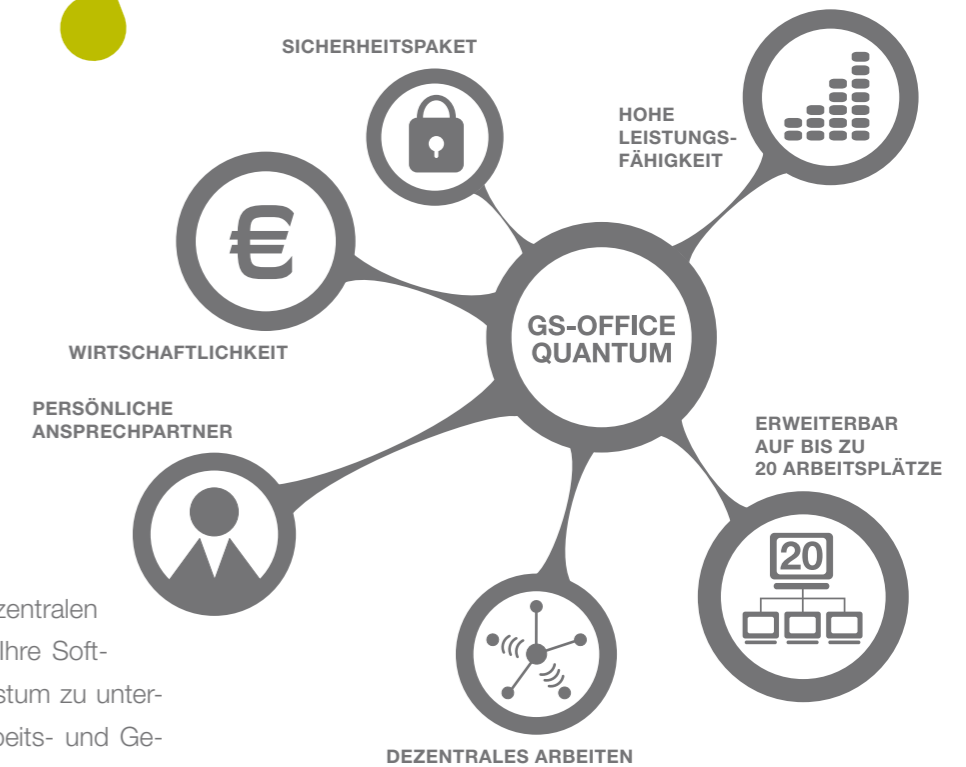 SICHERHEITSPAKET
HOHE
LEISTUNGS-
FÄHIGKEIT
€
GS-OFFICE
QUANTUM
WIRTSCHAFTLICHKEIT
PERSÖNLICHE
ANSPRECHPARTNER
ERWEITERBAR
AUF BIS ZU
20 ARBEITSPLÄTZE
20
zentralen
Ihre Soft-
stum zu unter-
beits- und Ge-
DEZENTRALES ARBEITEN